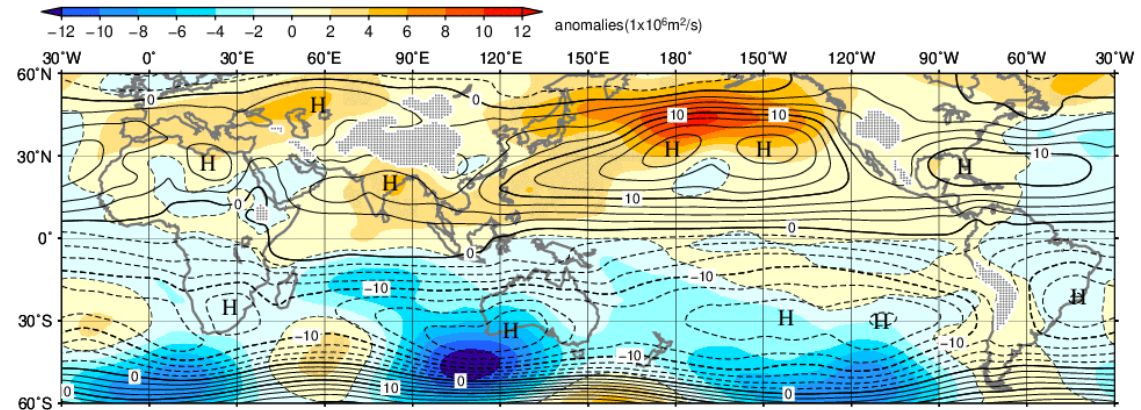 −12 −10 −8 −6 −4 −2 0 2 4 6 8 10 12
anomalies(1x10⁶m²/s)
30°W 0° 30°E 60°E 90°E 120°E 150°E 180° 150°W 120°W 90°W 60°W 30°W
60°N
0 0
H 10 10
H H H
30°N
H H 10
10
0
0° 0 0
−10 −10
H H H H
30°S
H −10 −10 −10
0 10 0 0
60°S